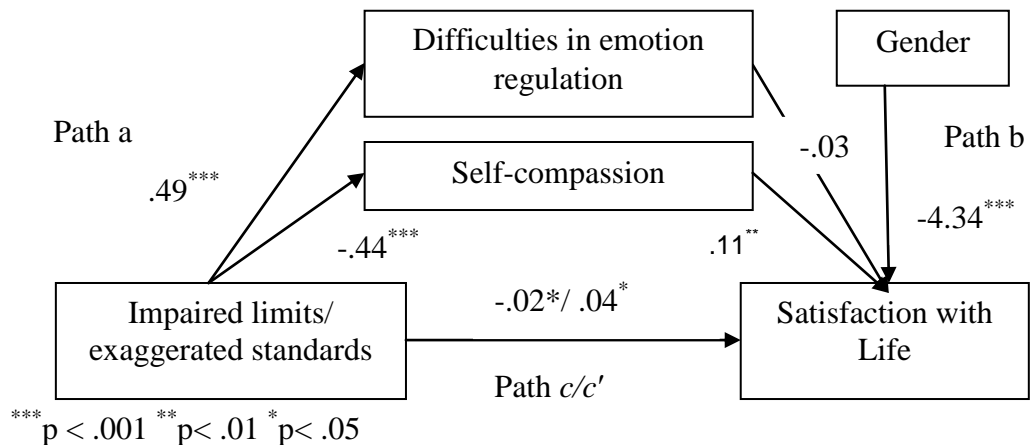 Difficulties in emotion
regulation
Gender
Path a
Path b
-.03
.49***
Self-compassion
-4.34***
-.44***
.11**
-.02*/ .04*
Impaired limits/
exaggerated standards
Satisfaction with
Life
Path c/c'
***p < .001 **p< .01 *p< .05